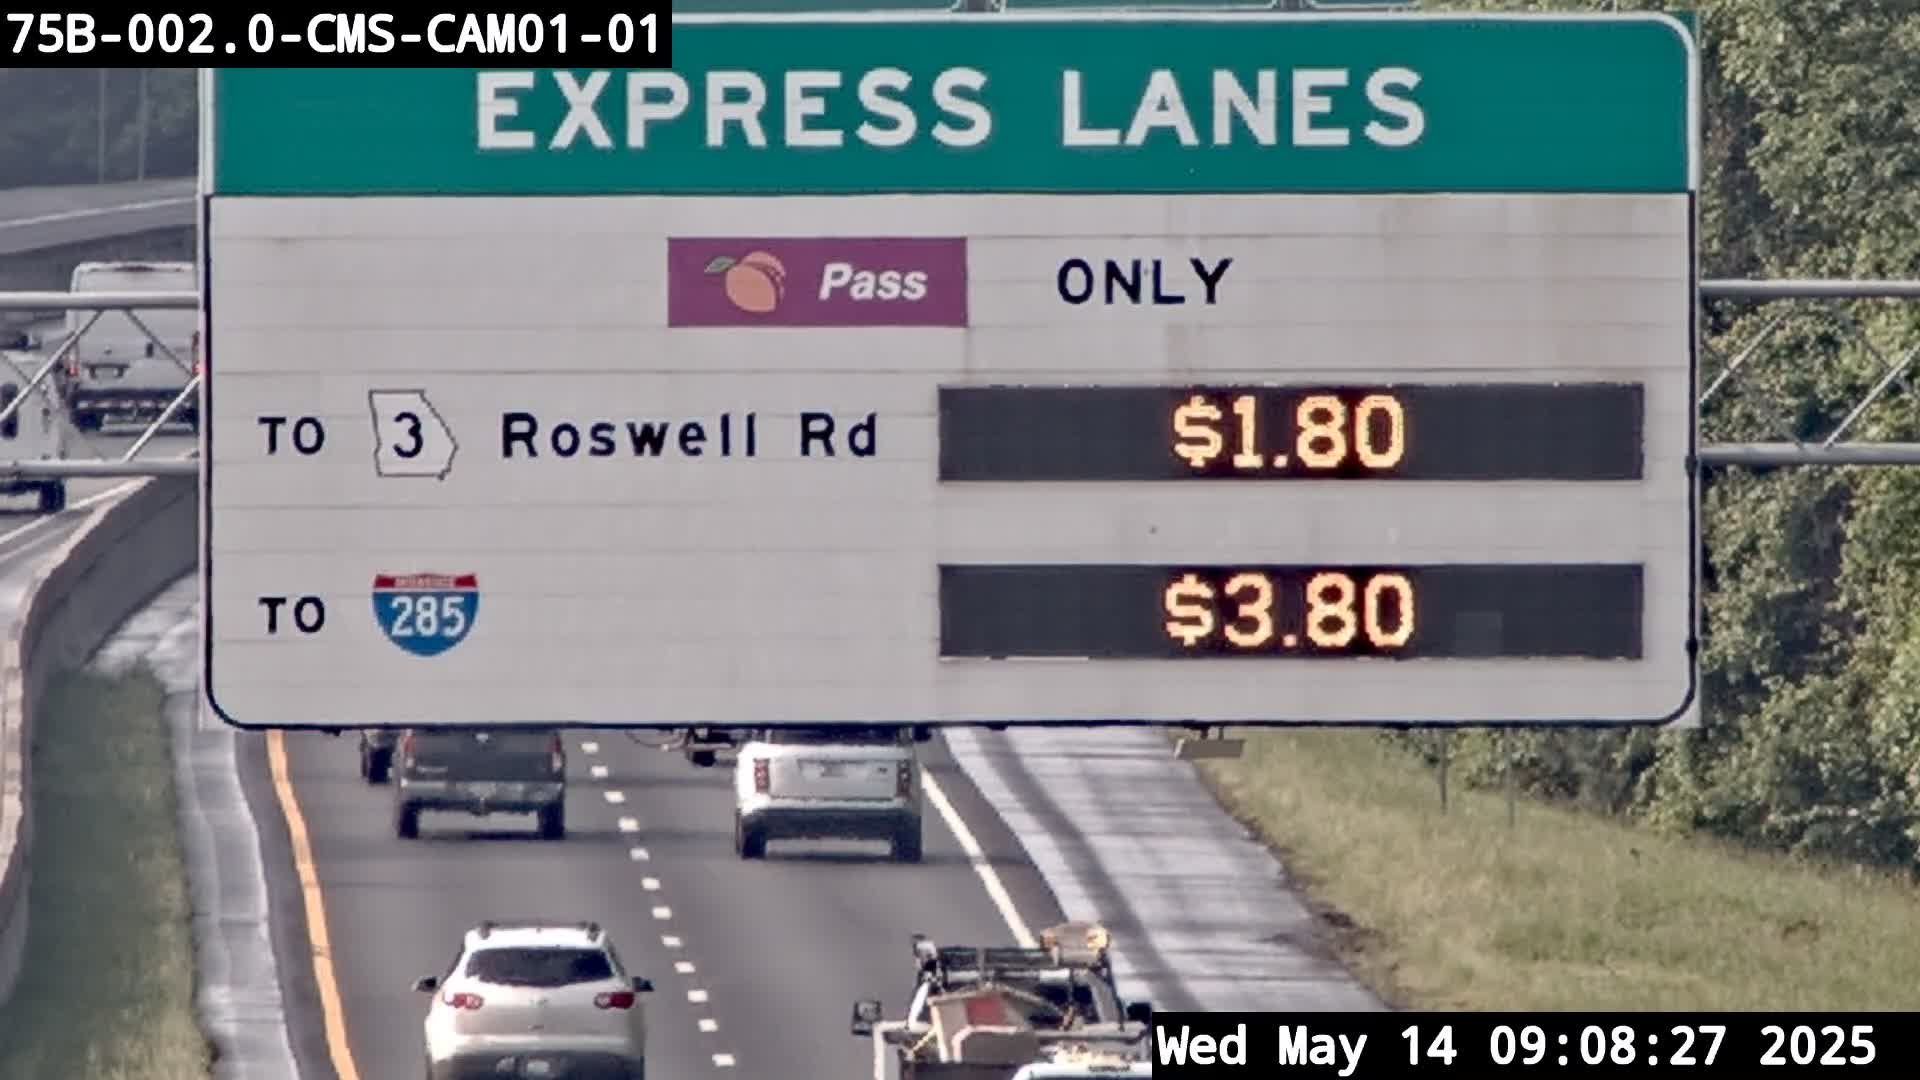 75B-002.0-CMS-CAM01-01
EXPRESS LANES
Pass ONLY
TO 3 Roswell Rd $1.80
TO INTERSTATE 285 $3.80
Wed May 14 09:08:27 2025